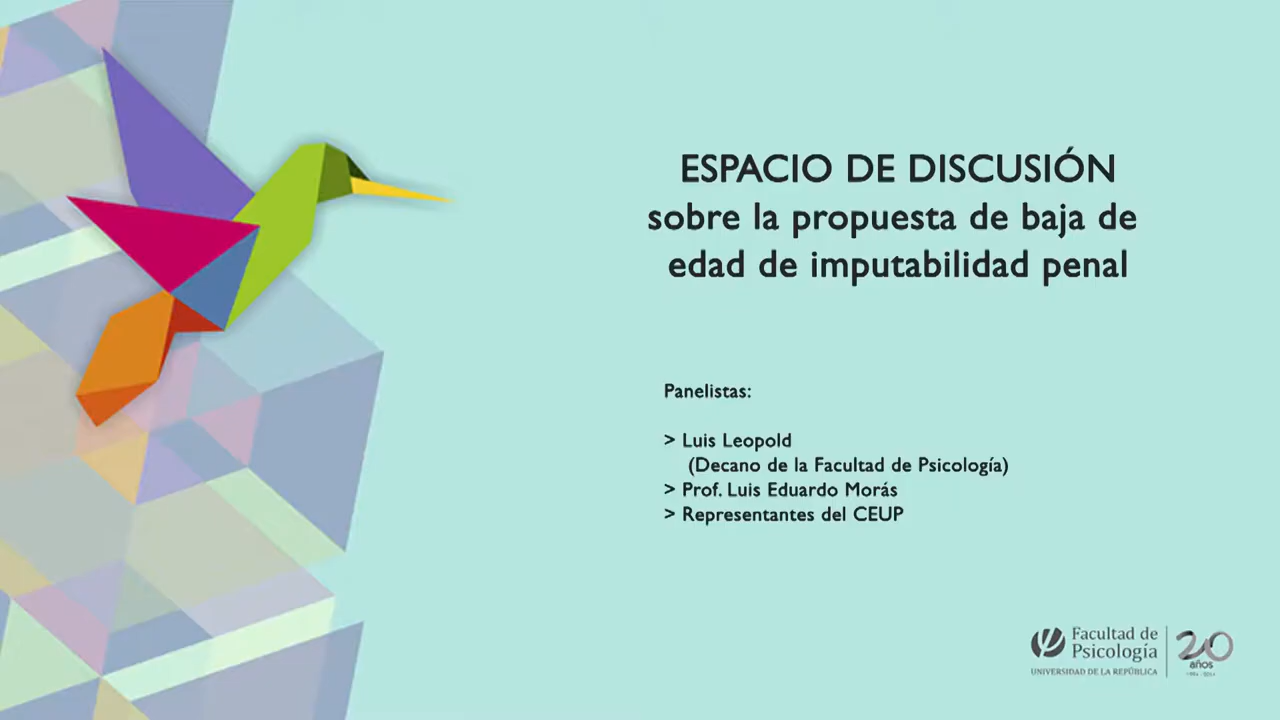 ESPACIO DE DISCUSIÓN
sobre la propuesta de baja de
edad de imputabilidad penal
Panelistas:
> Luis Leopold
(Decano de la Facultad de Psicología)
> Prof. Luis Eduardo Morás
> Representantes del CEUP
Facultad de
Psicología
UNIVERSIDAD DE LA REPÚBLICA
20
años